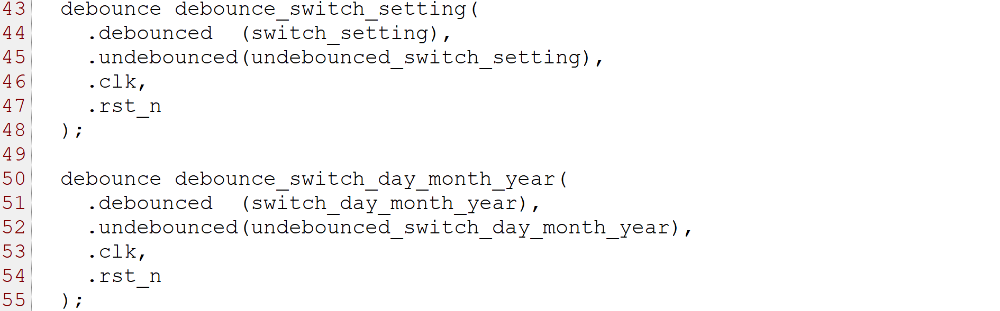 43  debounce debounce_switch_setting(
44    .debounced  (switch_setting),
45    .undebounced(undebounced_switch_setting),
46    .clk,
47    .rst_n
48  );
49
50  debounce debounce_switch_day_month_year(
51    .debounced  (switch_day_month_year),
52    .undebounced(undebounced_switch_day_month_year),
53    .clk,
54    .rst_n
55  );